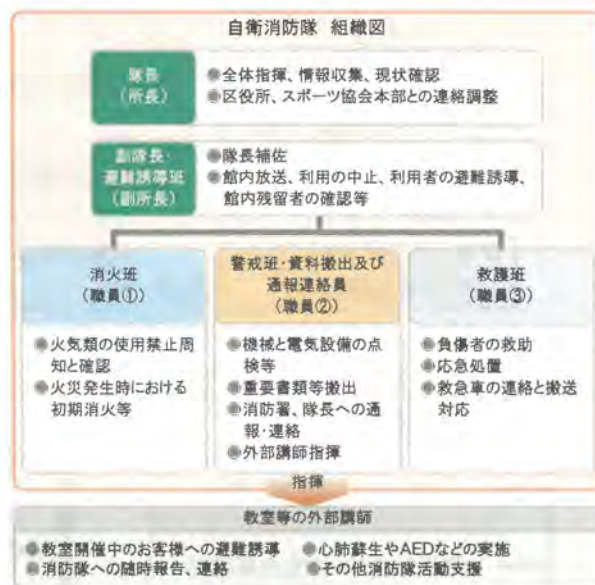 自衛消防隊 組織図
隊長
(所長)
●全体指揮、情報収集、現状確認
●区役所、スポーツ協会本部との連絡調整
副隊長・
避難誘導班
(副所長)
●隊長補佐
●館内放送、利用の中止、利用者の避難誘導、
館内残留者の確認等
消火班
(職員①)
●火気類の使用禁止周
知と確認
●火災発生時における
初期消火等
警戒班・資料搬出及び
通報連絡員
(職員②)
●機械と電気設備の点
検等
●重要書類等搬出
●消防署、隊長への通
報・連絡
●外部講師指揮
救護班
(職員③)
●負傷者の救助
●応急処置
●救急車の連絡と搬送
対応
指揮
教室等の外部講師
●教室開催中のお客様への避難誘導
●消防隊への随時報告、連絡
●心肺蘇生やAEDなどの実施
●その他消防隊活動支援